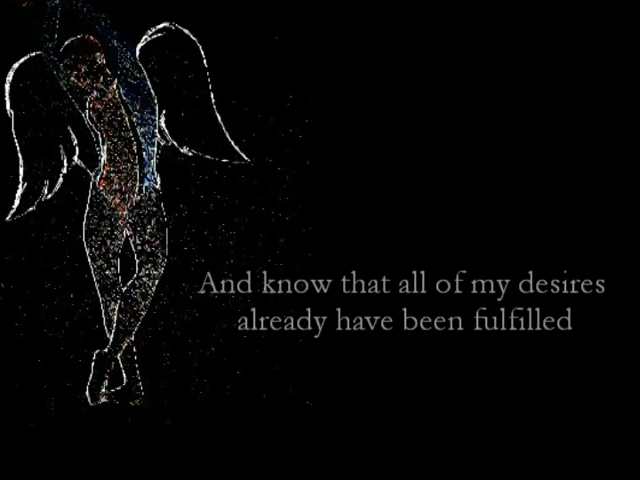 And know that all of my desires
already have been fulfilled